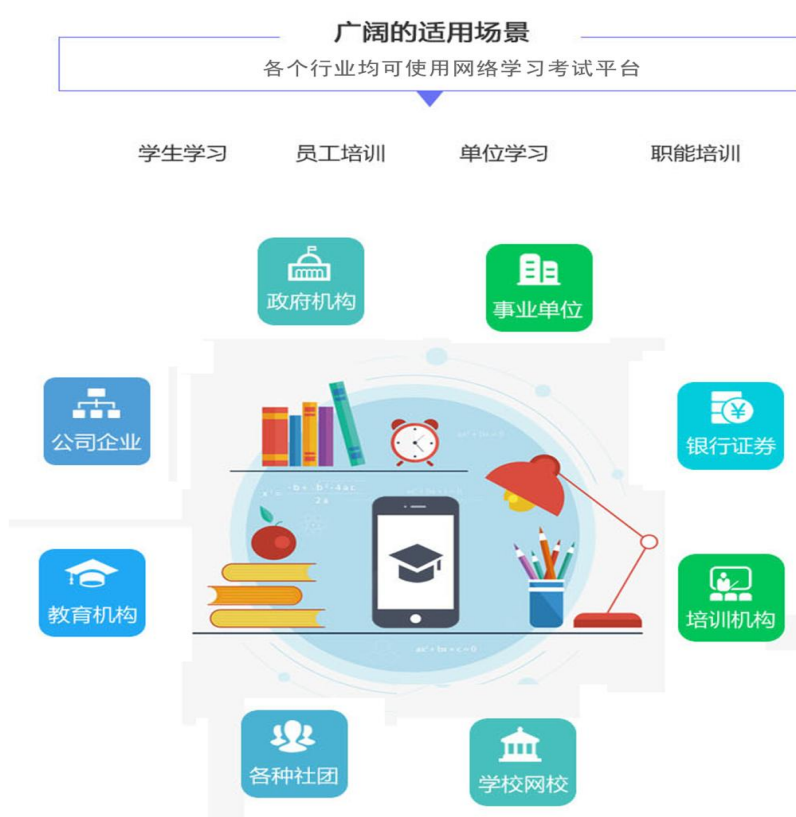 广阔的适用场景
各个行业均可使用网络学习考试平台
学生学习 员工培训 单位学习 职能培训
政府机构
事业单位
公司企业
银行证券
教育机构
培训机构
各种社团
学校网校